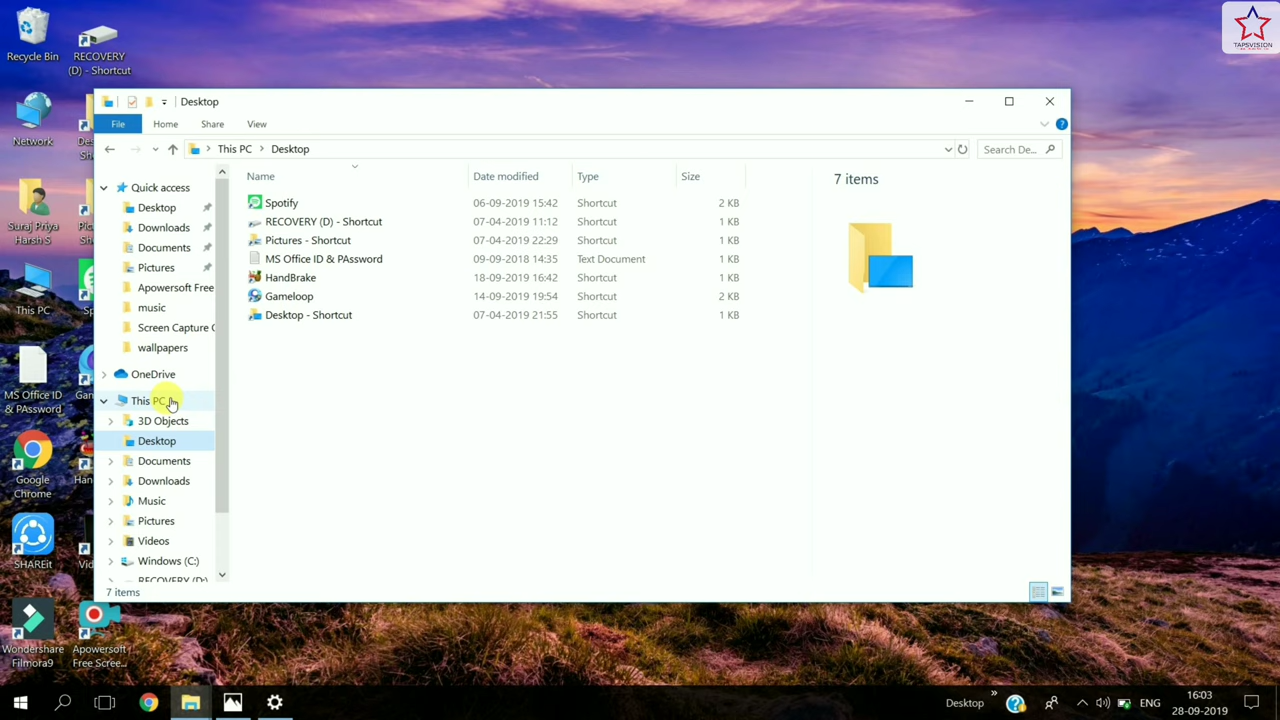 Recycle Bin
RECOVERY
(D) - Shortcut
TAPSVISION
Network
Suraj Priya
Harsh S
This PC
MS Office ID
& PAssword
Google
Chrome
SHAREit
Wondershare
Filmora9
Apowersoft
Free Scree...
Desktop
File
Home
Share
View
This PC
Desktop
Search De...
Quick access
Desktop
Downloads
Documents
Pictures
Apowersoft Free
music
Screen Capture
wallpapers
OneDrive
This PC
3D Objects
Desktop
Documents
Downloads
Music
Pictures
Videos
Windows (C:)
RECOVERY (D:)
Name Date modified Type Size
Spotify 06-09-2019 15:42 Shortcut 2 KB
RECOVERY (D) - Shortcut 07-04-2019 11:12 Shortcut 1 KB
Pictures - Shortcut 07-04-2019 22:29 Shortcut 1 KB
MS Office ID & PAssword 09-09-2018 14:35 Text Document 1 KB
HandBrake 18-09-2019 16:42 Shortcut 1 KB
Gameloop 14-09-2019 19:54 Shortcut 2 KB
Desktop - Shortcut 07-04-2019 21:55 Shortcut 1 KB
7 items
7 items
Desktop
ENG
16:03
28-09-2019